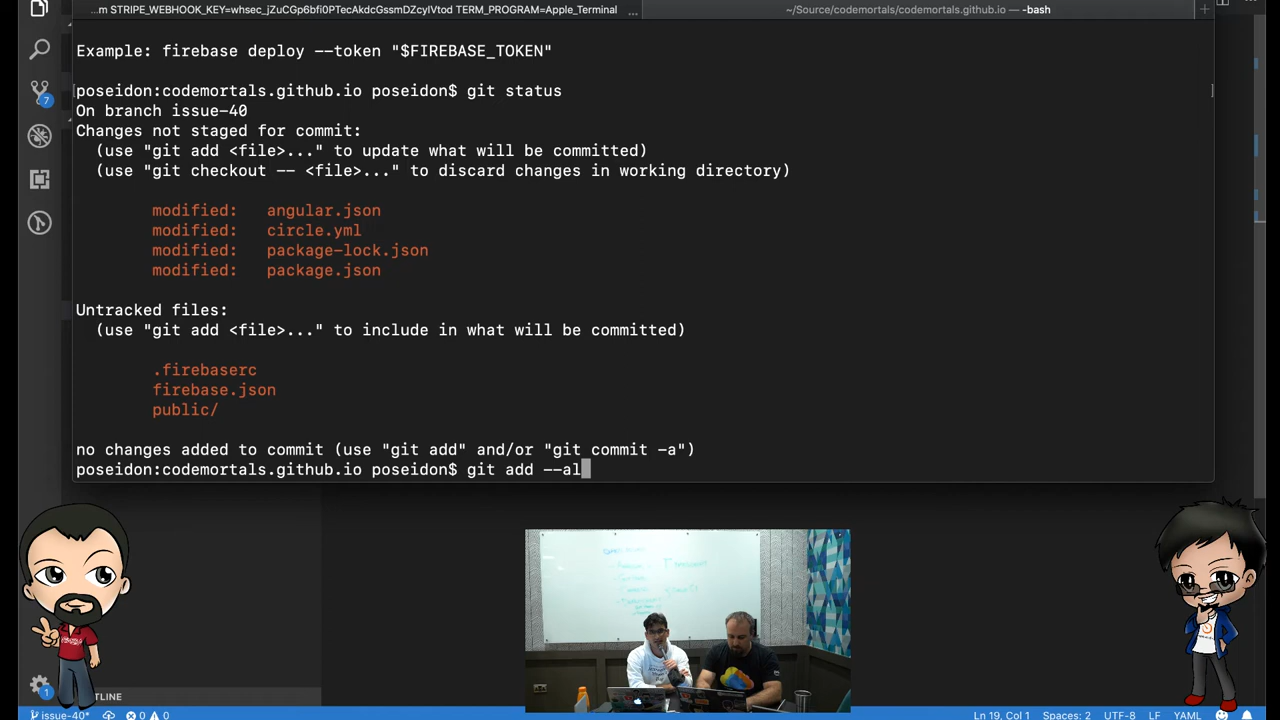 ...m STRIPE_WEBHOOK_KEY=whsec_jZuCGp6bfi0PTecAkdcGssmDZcylVtod TERM_PROGRAM=Apple_Terminal ...
~/Source/codemortals/codemortals.github.io — -bash
Example: firebase deploy --token "$FIREBASE_TOKEN"
poseidon:codemortals.github.io poseidon$ git status
On branch issue-40
Changes not staged for commit:
(use "git add <file>..." to update what will be committed)
(use "git checkout -- <file>..." to discard changes in working directory)
modified: angular.json
modified: circle.yml
modified: package-lock.json
modified: package.json
Untracked files:
(use "git add <file>..." to include in what will be committed)
.firebaserc
firebase.json
public/
no changes added to commit (use "git add" and/or "git commit -a")
poseidon:codemortals.github.io poseidon$ git add --al
7
1
TLINE
issue-40* 0 0
Ln 19, Col 1 Spaces: 2 UTF-8 LF YAML